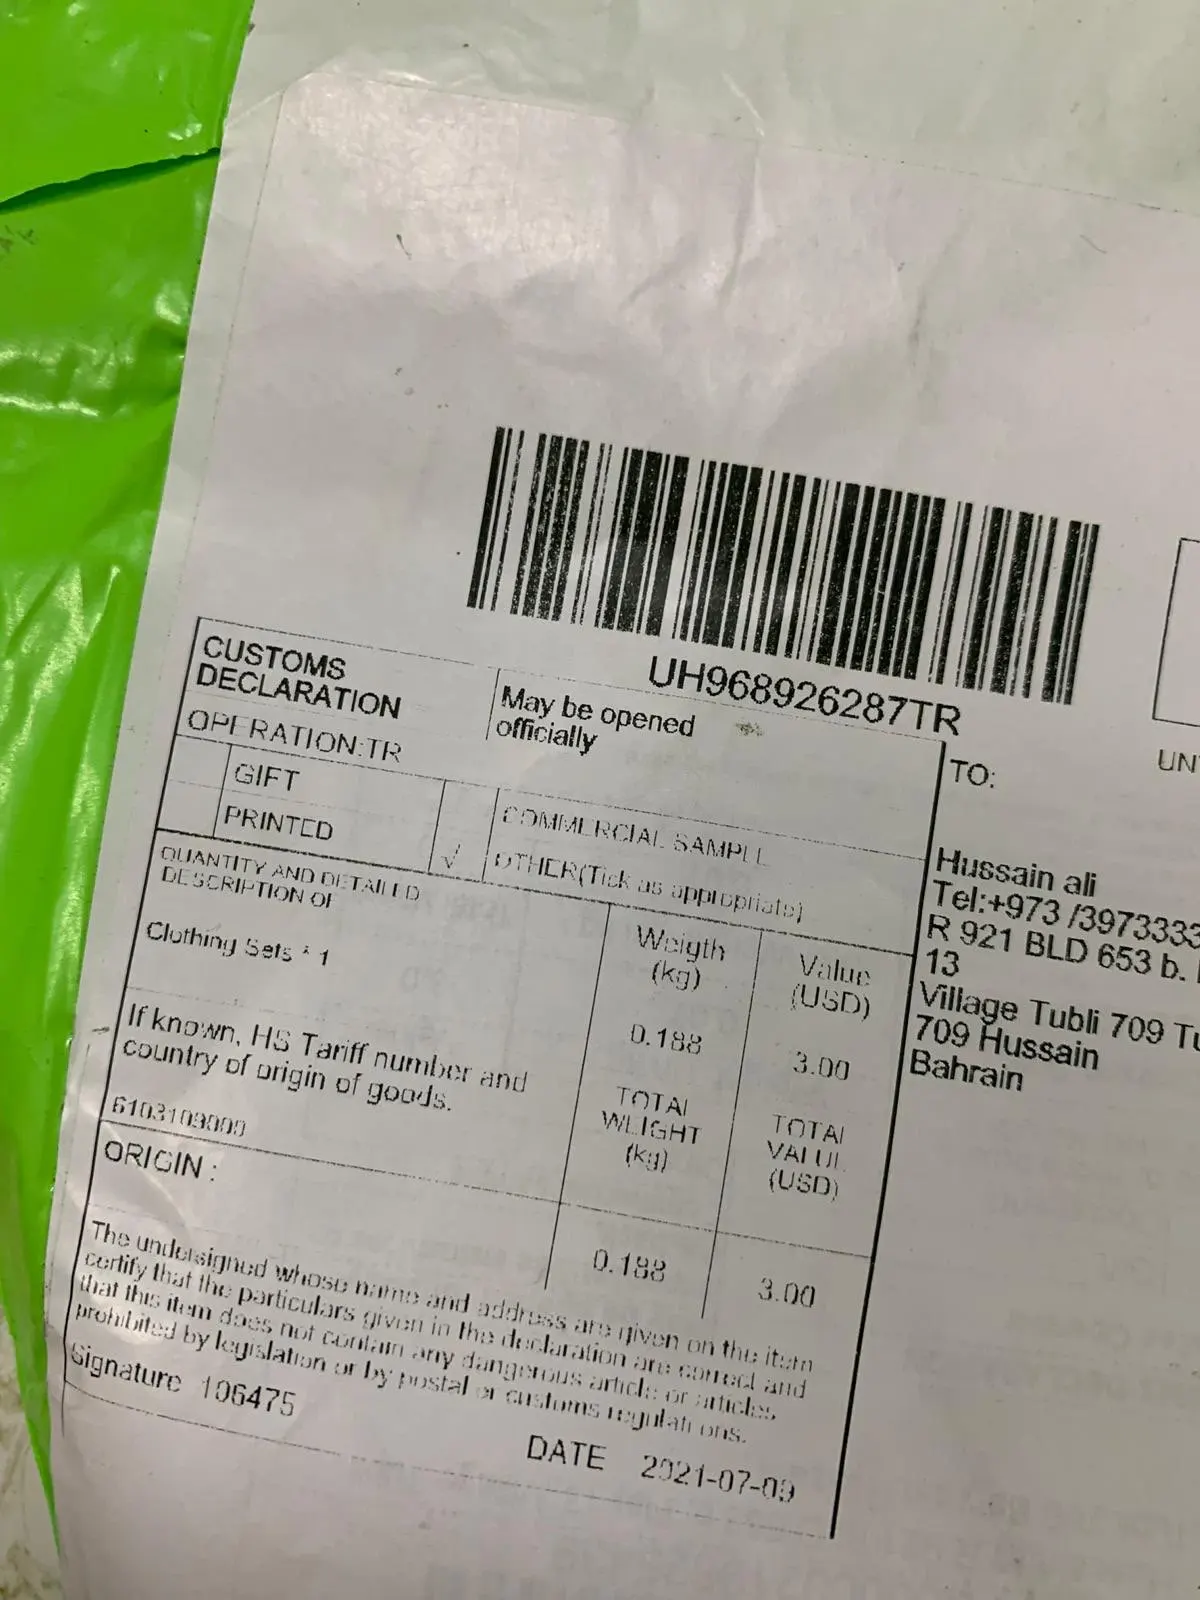 UH968926287TR
CUSTOMS
DECLARATION
May be opened
officially
OPERATION:TR
GIFT
COMMERCIAL SAMPLE
PRINTED
√ OTHER(Tick as appropriate)
QUANTITY AND DETAILED
DESCRIPTION OF
Weigth
(kg)
Value
(USD)
Clothing Sets * 1
0.188
3.00
If known, HS Tariff number and
country of origin of goods.
6103109000
TOTAL
WEIGHT
(kg)
TOTAL
VALUE
(USD)
ORIGIN :
0.188
3.00
The undersigned whose name and address are given on the item
certify that the particulars given in the declaration are correct and
that this item does not contain any dangerous article or articles
prohibited by legislation or by postal or customs regulations.
Signature 106475
DATE 2021-07-09
TO:
Hussain ali
Tel:+973 /3973333
R 921 BLD 653 b.
13
Village Tubli 709
709 Hussain
Bahrain